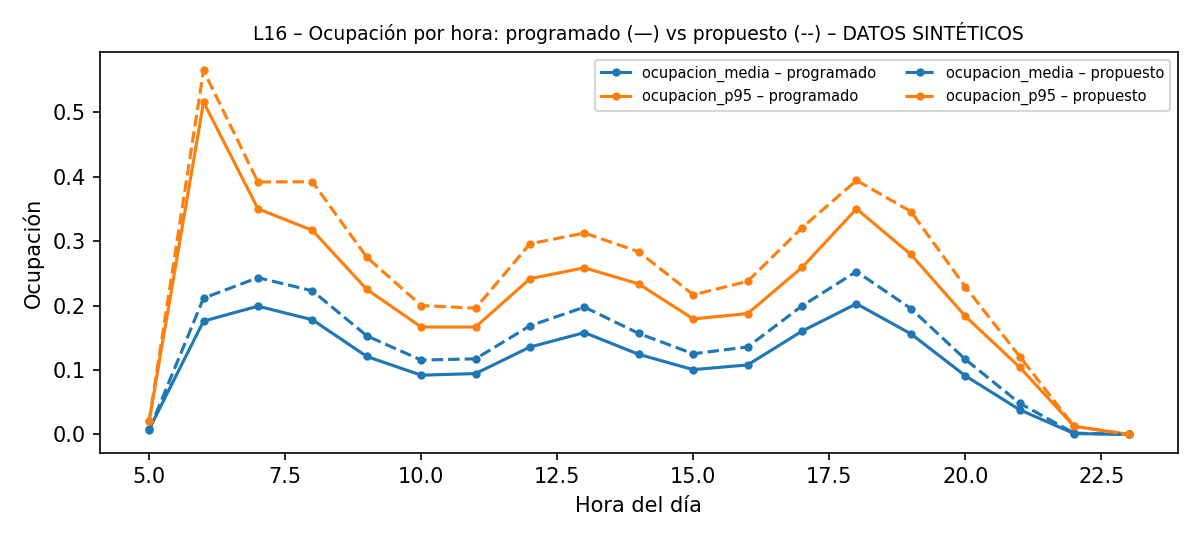 L16 – Ocupación por hora: programado (—) vs propuesto (--) – DATOS SINTÉTICOS
ocupacion_media – programado
ocupacion_p95 – programado
ocupacion_media – propuesto
ocupacion_p95 – propuesto
Ocupación
0.5
0.4
0.3
0.2
0.1
0.0
5.0 7.5 10.0 12.5 15.0 17.5 20.0 22.5
Hora del día